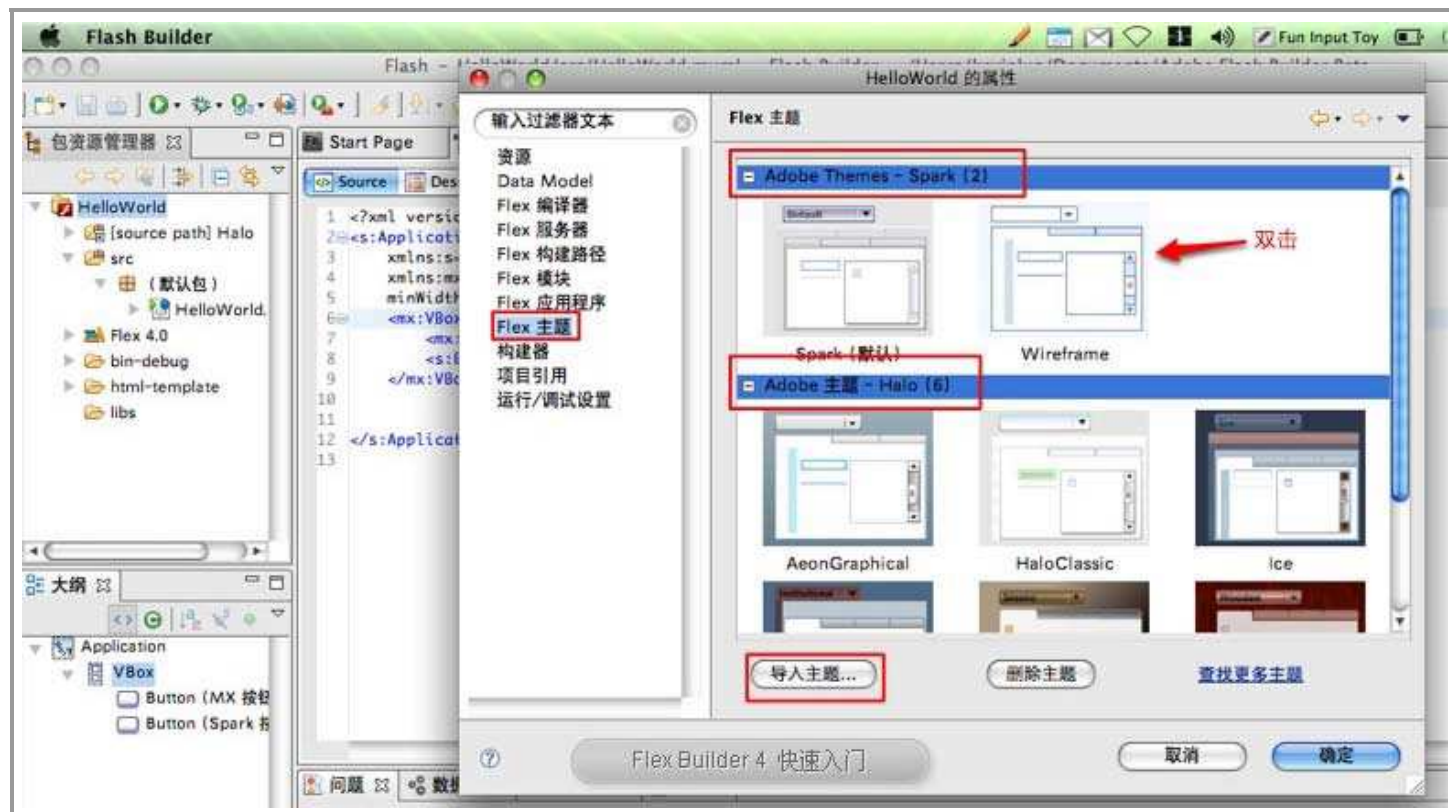 Flash Builder
Fun Input Toy
HelloWorld 的属性
包资源管理器
HelloWorld
[source path] Halo
src
（默认包）
HelloWorld.
Flex 4.0
bin-debug
html-template
libs
大纲
Application
VBox
Button (MX 按钮
Button (Spark 按
Start Page
Source
Des
1 <?xml versio
2 <s:Applicati
3 xmlns:s=
4 xmlns:mx
5 minWidth
6 <mx:VBox
7 <mx:
8 <s:B
9 </mx:VBo
10
11
12 </s:Applicat
13
问题
数据
输入过滤器文本
资源
Data Model
Flex 编译器
Flex 服务器
Flex 构建路径
Flex 模块
Flex 应用程序
Flex 主题
构建器
项目引用
运行/调试设置
Flex 主题
Adobe Themes - Spark (2)
双击
Spark (默认)
Wireframe
Adobe 主题 - Halo (6)
AeonGraphical
HaloClassic
Ice
导入主题...
删除主题
查找更多主题
Flex Builder 4 快速入门
取消
确定